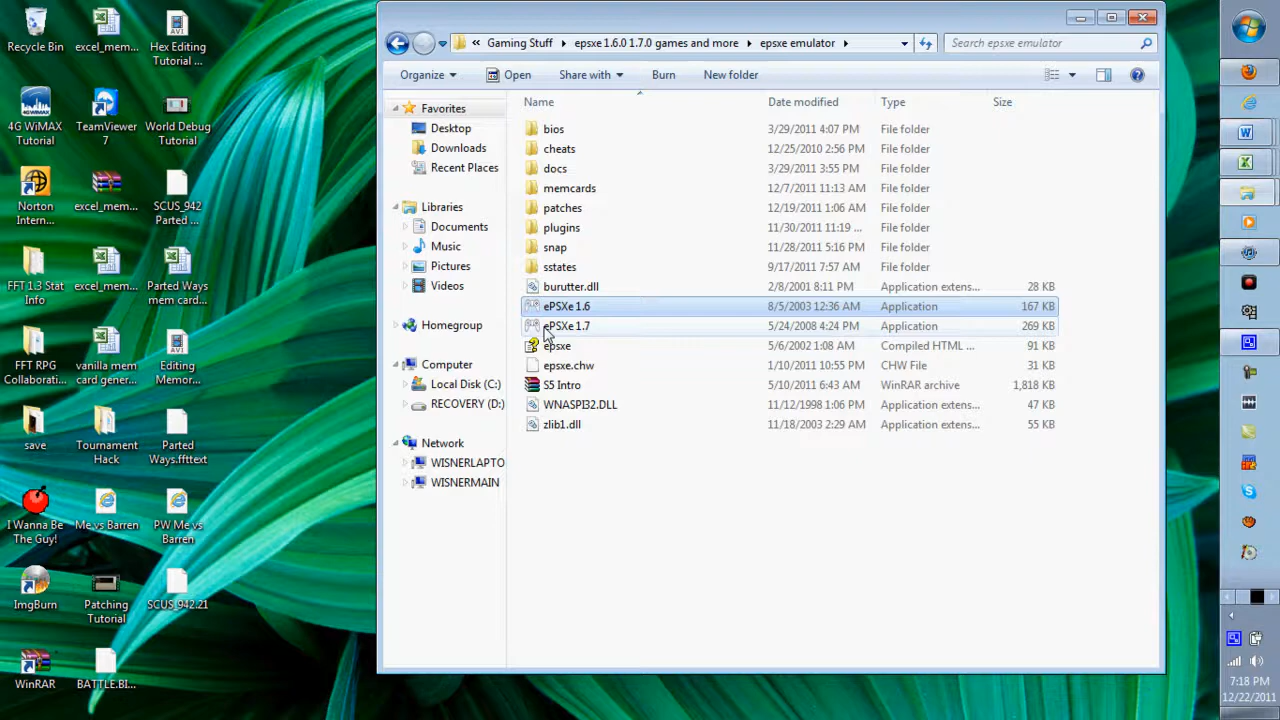 Recycle Bin
excel_mem...
Hex Editing
Tutorial ...
4G WiMAX
Tutorial
TeamViewer
7
World Debug
Tutorial
Norton
Intern...
excel_mem...
SCUS_942
Parted ...
FFT 1.3 Stat
Info
excel_mem...
Parted Ways
mem card...
FFT RPG
Collaborati...
vanilla mem
card gener...
Editing
Memor...
save
Tournament
Hack
Parted
Ways.ffttext
I Wanna Be
The Guy!
Me vs Barren
PW Me vs
Barren
ImgBurn
Patching
Tutorial
SCUS_942.21
WinRAR
BATTLE.BI...
« Gaming Stuff epsxe 1.6.0 1.7.0 games and more epsxe emulator
Search epsxe emulator
Organize Open Share with Burn New folder
Favorites
Desktop
Downloads
Recent Places
Libraries
Documents
Music
Pictures
Videos
Homegroup
Computer
Local Disk (C:)
RECOVERY (D:)
Network
WISNERLAPTO
WISNERMAIN
Name Date modified Type Size
bios 3/29/2011 4:07 PM File folder
cheats 12/25/2010 2:56 PM File folder
docs 3/29/2011 3:55 PM File folder
memcards 12/7/2011 11:13 AM File folder
patches 12/19/2011 1:06 AM File folder
plugins 11/30/2011 11:19 ... File folder
snap 11/28/2011 5:16 PM File folder
sstates 9/17/2011 7:57 AM File folder
burutter.dll 2/8/2001 8:11 PM Application extens... 28 KB
ePSXe 1.6 8/5/2003 12:36 AM Application 167 KB
ePSXe 1.7 5/24/2008 4:24 PM Application 269 KB
epsxe 5/6/2002 1:08 AM Compiled HTML ... 91 KB
epsxe.chw 1/10/2011 10:55 PM CHW File 0 KB
S5 Intro 5/10/2011 6:43 AM WinRAR archive 1,818 KB
WNASPI32.DLL 11/12/1998 1:06 PM Application extens... 47 KB
zlib1.dll 11/18/2003 2:29 AM Application extens... 55 KB
7:18 PM
12/22/2011